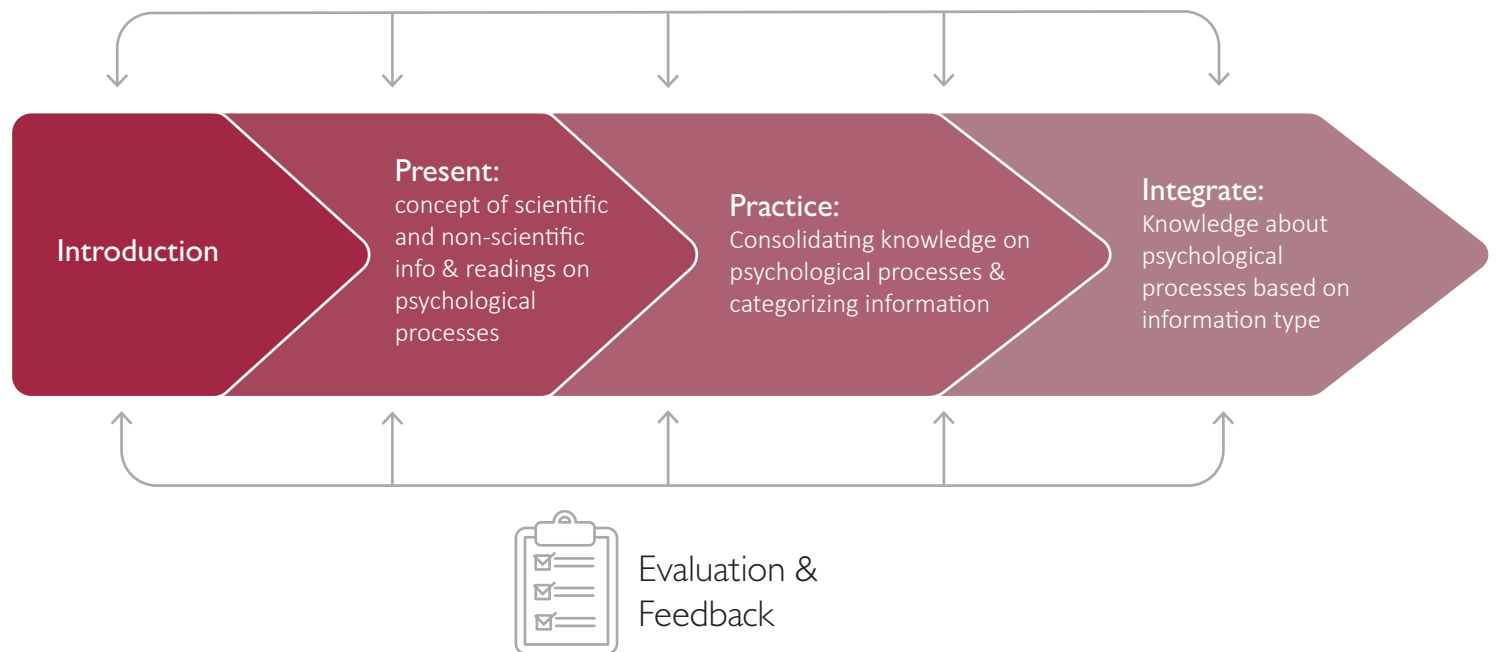 Introduction
Present:
concept of scientific
and non-scientific
info & readings on
psychological
processes
Practice:
Consolidating knowledge on
psychological processes &
categorizing information
Integrate:
Knowledge about
psychological
processes based on
information type
Evaluation &
Feedback